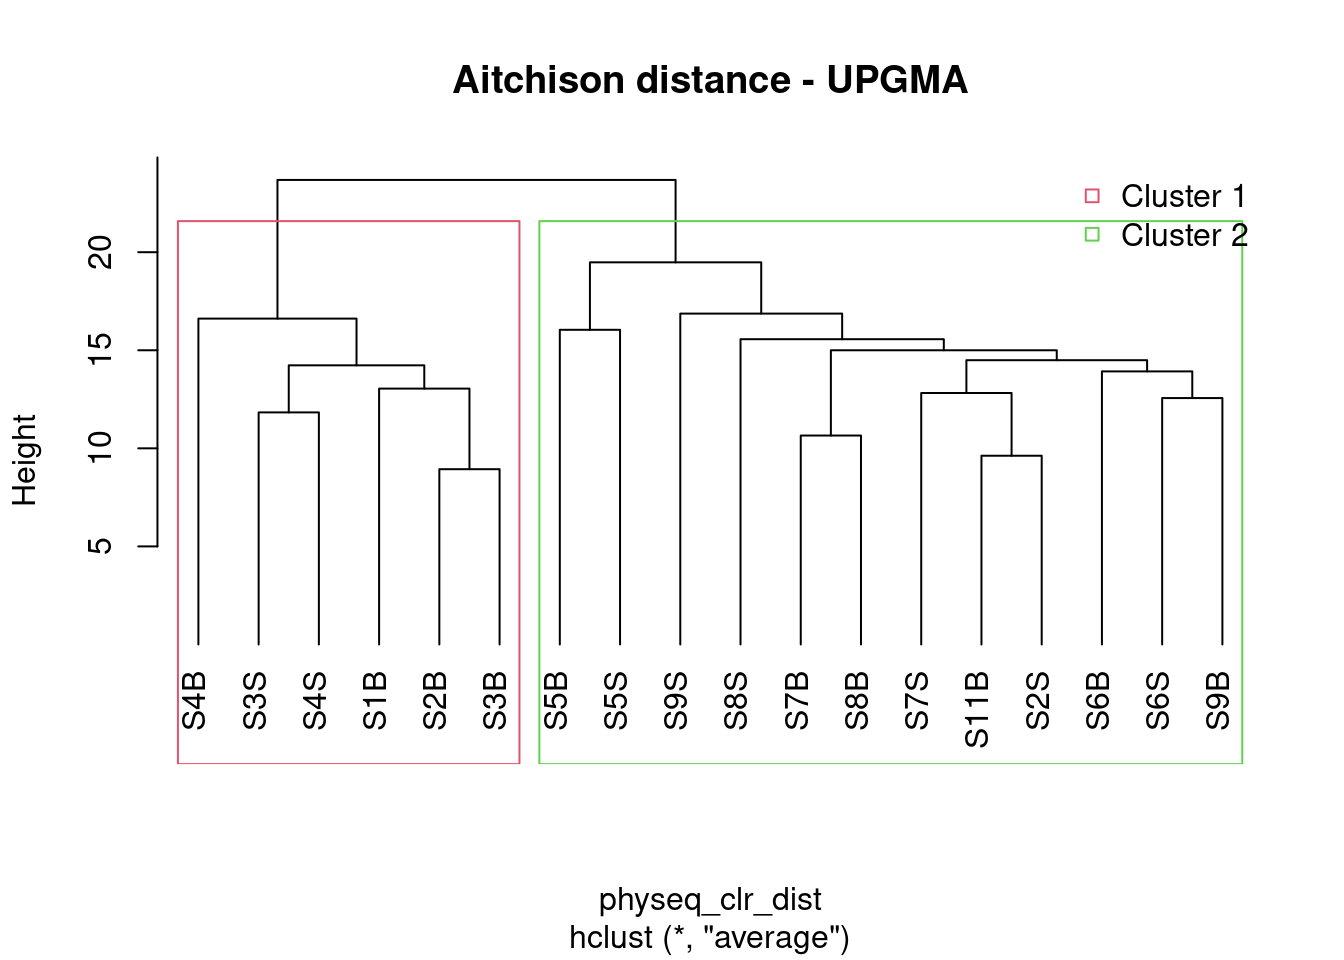 Aitchison distance - UPGMA
Cluster 1
Cluster 2
Height
20
15
10
5
S4B
S3S
S4S
S1B
S2B
S3B
S5B
S5S
S9S
S8S
S7B
S8B
S7S
S11B
S2S
S6B
S6S
S9B
physeq_clr_dist
hclust (*, "average")